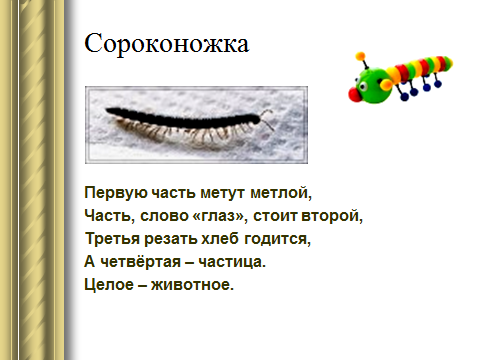 Сороконожка
Первую часть метут метлой,
Часть, слово «глаз», стоит второй,
Третья резать хлеб годится,
А четвёртая – частица.
Целое – животное.